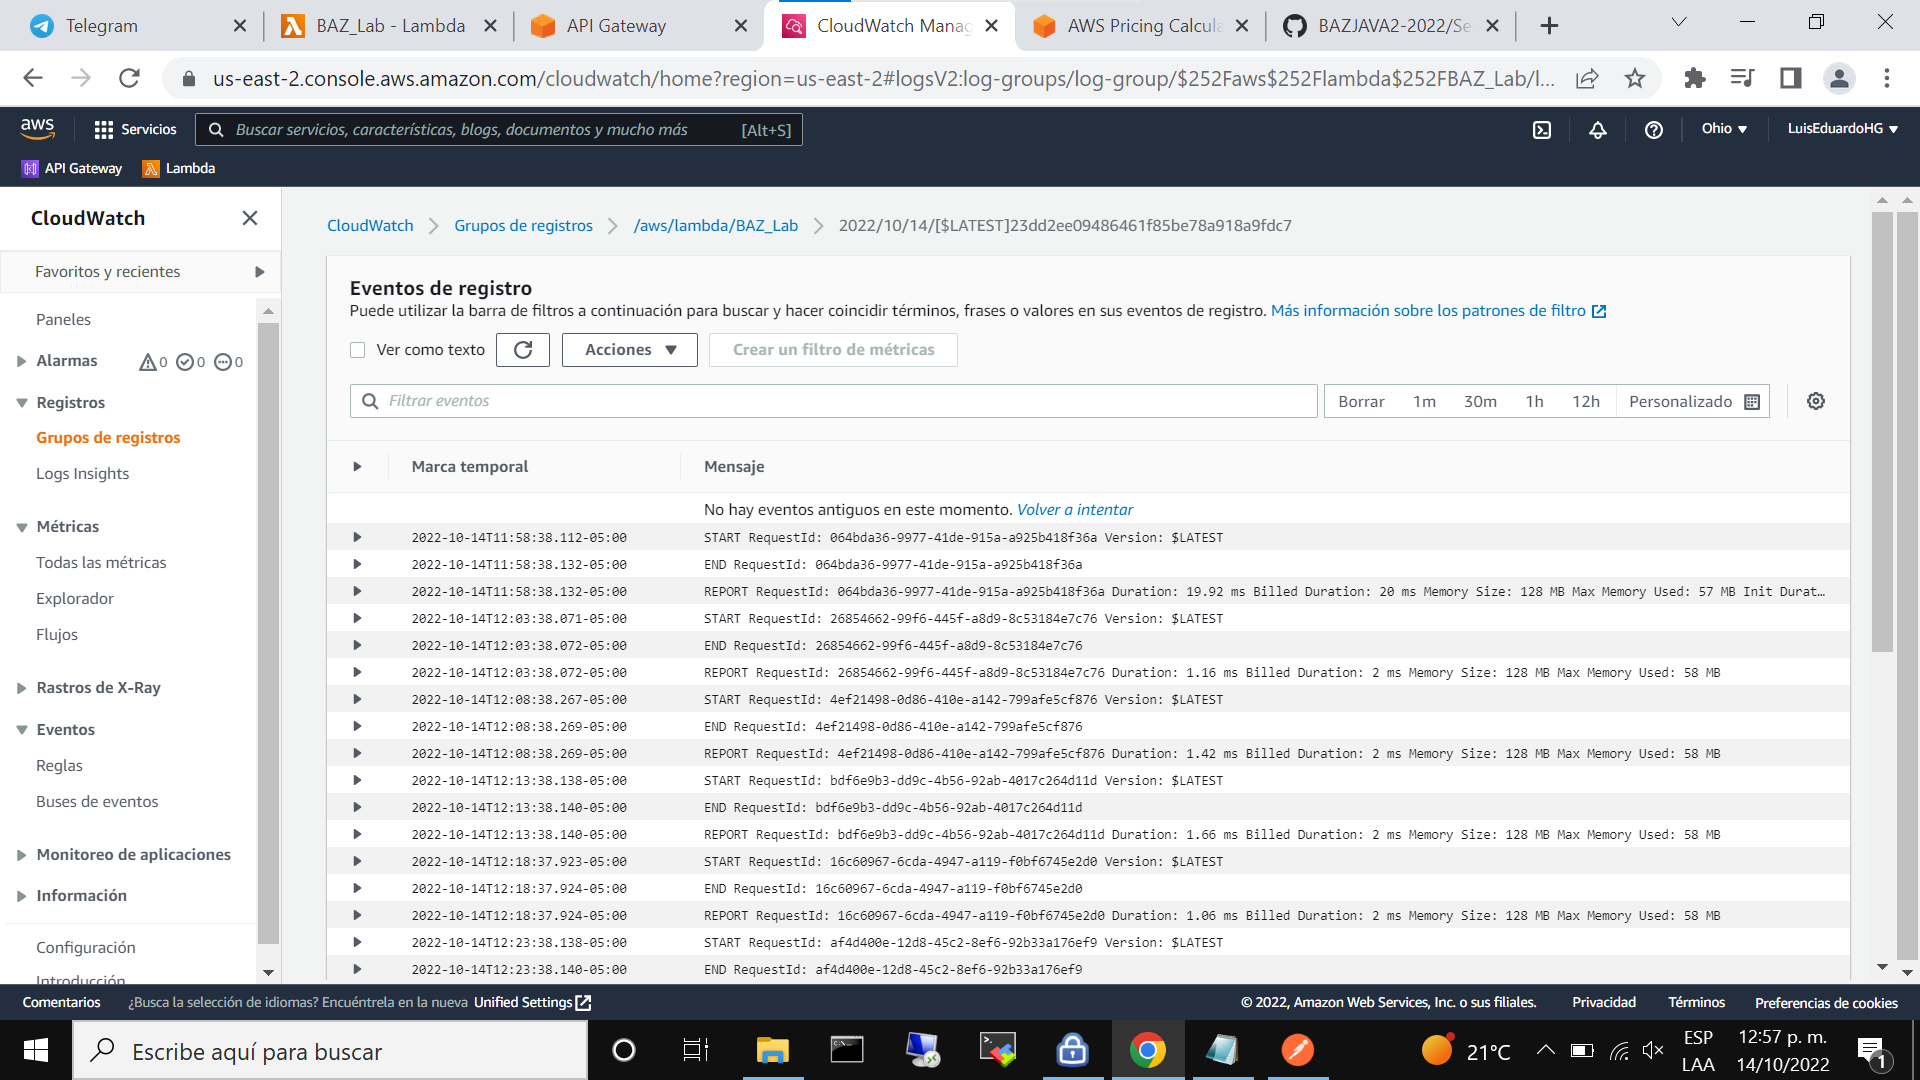 Telegram
BAZ_Lab - Lambda
API Gateway
CloudWatch Manag
AWS Pricing Calcula
BAZJAVA2-2022/Se
us-east-2.console.aws.amazon.com/cloudwatch/home?region=us-east-2#logsV2:log-groups/log-group/$252Faws$252Flambda$252FBAZ_Lab/l...
aws
Servicios
Buscar servicios, características, blogs, documentos y mucho más
[Alt+S]
Ohio
LuisEduardoHG
API Gateway
Lambda
CloudWatch
Favoritos y recientes
Paneles
Alarmas
0
0
0
Registros
Grupos de registros
Logs Insights
Métricas
Todas las métricas
Explorador
Flujos
Rastros de X-Ray
Eventos
Reglas
Buses de eventos
Monitoreo de aplicaciones
Información
Configuración
Introducción
CloudWatch
Grupos de registros
/aws/lambda/BAZ_Lab
2022/10/14/[$LATEST]23dd2ee09486461f85be78a918a9fdc7
Eventos de registro
Puede utilizar la barra de filtros a continuación para buscar y hacer coincidir términos, frases o valores en sus eventos de registro. Más información sobre los patrones de filtro
Ver como texto
Acciones
Crear un filtro de métricas
Filtrar eventos
Borrar
1m
30m
1h
12h
Personalizado
Marca temporal
Mensaje
No hay eventos antiguos en este momento. Volver a intentar
2022-10-14T11:58:38.112-05:00 START RequestId: 064bda36-9977-41de-915a-a925b418f36a Version: $LATEST
2022-10-14T11:58:38.132-05:00 END RequestId: 064bda36-9977-41de-915a-a925b418f36a
2022-10-14T11:58:38.132-05:00 REPORT RequestId: 064bda36-9977-41de-915a-a925b418f36a Duration: 19.92 ms Billed Duration: 20 ms Memory Size: 128 MB Max Memory Used: 57 MB Init Durat...
2022-10-14T12:03:38.071-05:00 START RequestId: 26854662-99f6-445f-a8d9-8c53184e7c76 Version: $LATEST
2022-10-14T12:03:38.072-05:00 END RequestId: 26854662-99f6-445f-a8d9-8c53184e7c76
2022-10-14T12:03:38.072-05:00 REPORT RequestId: 26854662-99f6-445f-a8d9-8c53184e7c76 Duration: 1.16 ms Billed Duration: 2 ms Memory Size: 128 MB Max Memory Used: 58 MB
2022-10-14T12:08:38.267-05:00 START RequestId: 4ef21498-0d86-410e-a142-799afe5cf876 Version: $LATEST
2022-10-14T12:08:38.269-05:00 END RequestId: 4ef21498-0d86-410e-a142-799afe5cf876
2022-10-14T12:08:38.269-05:00 REPORT RequestId: 4ef21498-0d86-410e-a142-799afe5cf876 Duration: 1.42 ms Billed Duration: 2 ms Memory Size: 128 MB Max Memory Used: 58 MB
2022-10-14T12:13:38.138-05:00 START RequestId: bdf6e9b3-dd9c-4b56-92ab-4017c264d11d Version: $LATEST
2022-10-14T12:13:38.140-05:00 END RequestId: bdf6e9b3-dd9c-4b56-92ab-4017c264d11d
2022-10-14T12:13:38.140-05:00 REPORT RequestId: bdf6e9b3-dd9c-4b56-92ab-4017c264d11d Duration: 1.66 ms Billed Duration: 2 ms Memory Size: 128 MB Max Memory Used: 58 MB
2022-10-14T12:18:37.923-05:00 START RequestId: 16c60967-6cda-4947-a119-f0bf6745e2d0 Version: $LATEST
2022-10-14T12:18:37.924-05:00 END RequestId: 16c60967-6cda-4947-a119-f0bf6745e2d0
2022-10-14T12:18:37.924-05:00 REPORT RequestId: 16c60967-6cda-4947-a119-f0bf6745e2d0 Duration: 1.06 ms Billed Duration: 2 ms Memory Size: 128 MB Max Memory Used: 58 MB
2022-10-14T12:23:38.138-05:00 START RequestId: af4d400e-12d8-45c2-8ef6-92b33a176ef9 Version: $LATEST
2022-10-14T12:23:38.140-05:00 END RequestId: af4d400e-12d8-45c2-8ef6-92b33a176ef9
Comentarios
¿Busca la selección de idiomas? Encuéntrela en la nueva Unified Settings
© 2022, Amazon Web Services, Inc. o sus filiales.
Privacidad
Términos
Preferencias de cookies
Escribe aquí para buscar
21°C
ESP
LAA
12:57 p. m.
14/10/2022
1